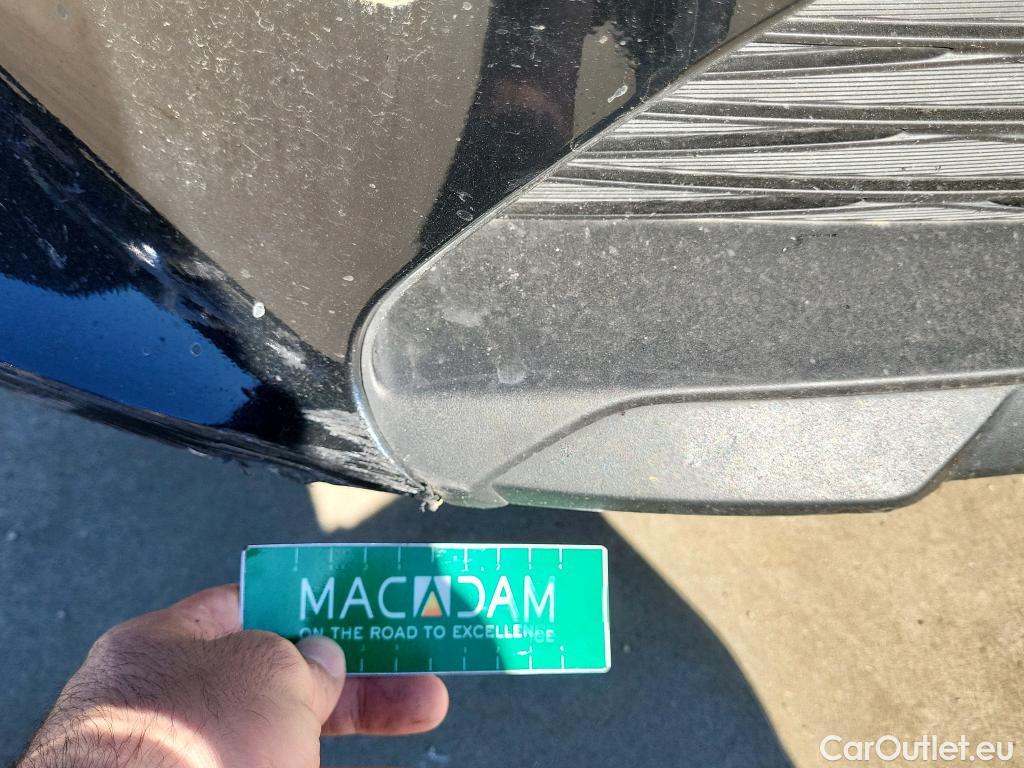 MACADAM
ON THE ROAD TO EXCELLENCE
CarOutlet.eu